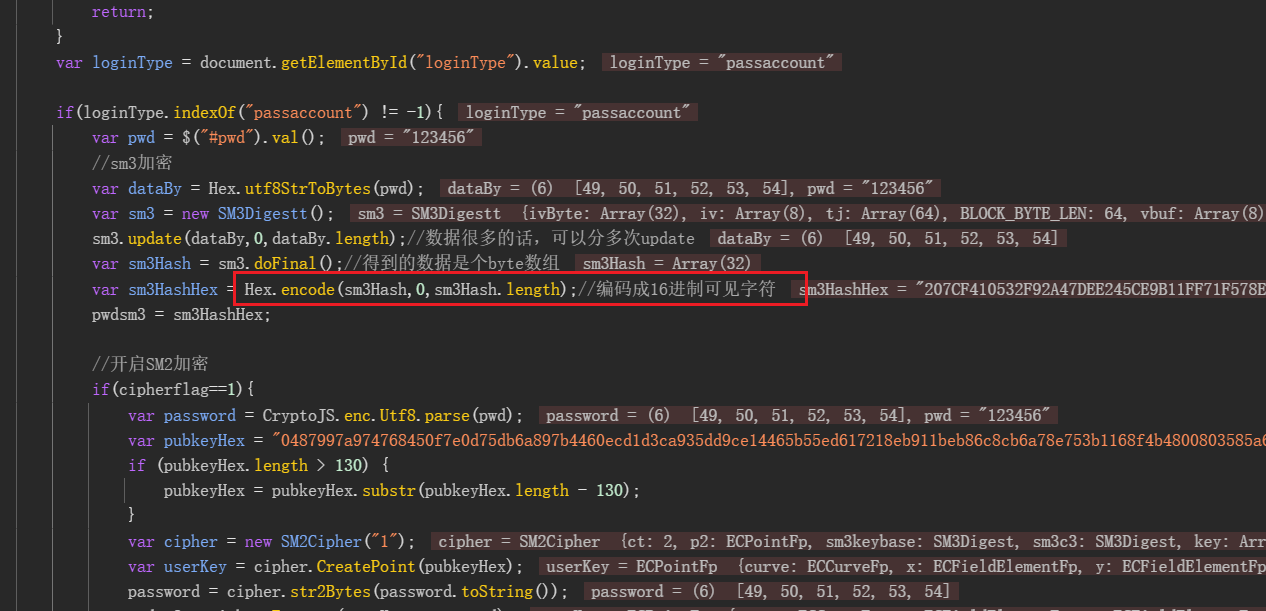 return;
}
var loginType = document.getElementById("loginType").value; loginType = "passaccount"
if(loginType.indexOf("passaccount") != -1){ loginType = "passaccount"
var pwd = $("#pwd").val(); pwd = "123456"
//sm3加密
var dataBy = Hex.utf8StrToBytes(pwd); dataBy = (6) [49, 50, 51, 52, 53, 54], pwd = "123456"
var sm3 = new SM3Digestt(); sm3 = SM3Digestt {ivByte: Array(32), iv: Array(8), tj: Array(64), BLOCK_BYTE_LEN: 64, vbuf: Array(8)
sm3.update(dataBy,0,dataBy.length);//数据很多的话，可以分多次update dataBy = (6) [49, 50, 51, 52, 53, 54]
var sm3Hash = sm3.doFinal();//得到的数据是个byte数组 sm3Hash = Array(32)
var sm3HashHex = Hex.encode(sm3Hash,0,sm3Hash.length);//编码成16进制可见字符 sm3HashHex = "207CF410532F92A47DEE245CE9B11FF71F578E
pwdsm3 = sm3HashHex;
//开启SM2加密
if(cipherflag==1){
var password = CryptoJS.enc.Utf8.parse(pwd); password = (6) [49, 50, 51, 52, 53, 54], pwd = "123456"
var pubkeyHex = "0487997a974768450f7e0d75db6a897b4460ecd1d3ca935dd9ce14465b55ed617218eb911beb86c8cb6a78e753b1168f4b4800803585a6
if (pubkeyHex.length > 130) {
pubkeyHex = pubkeyHex.substr(pubkeyHex.length - 130);
}
var cipher = new SM2Cipher("1"); cipher = SM2Cipher {ct: 2, p2: ECPointFp, sm3keybase: SM3Digest, sm3c3: SM3Digest, key: Arr
var userKey = cipher.CreatePoint(pubkeyHex); userKey = ECPointFp {curve: ECCurveFp, x: ECFieldElementFp, y: ECFieldElementFp
password = cipher.str2Bytes(password.toString()); password = (6) [49, 50, 51, 52, 53, 54]